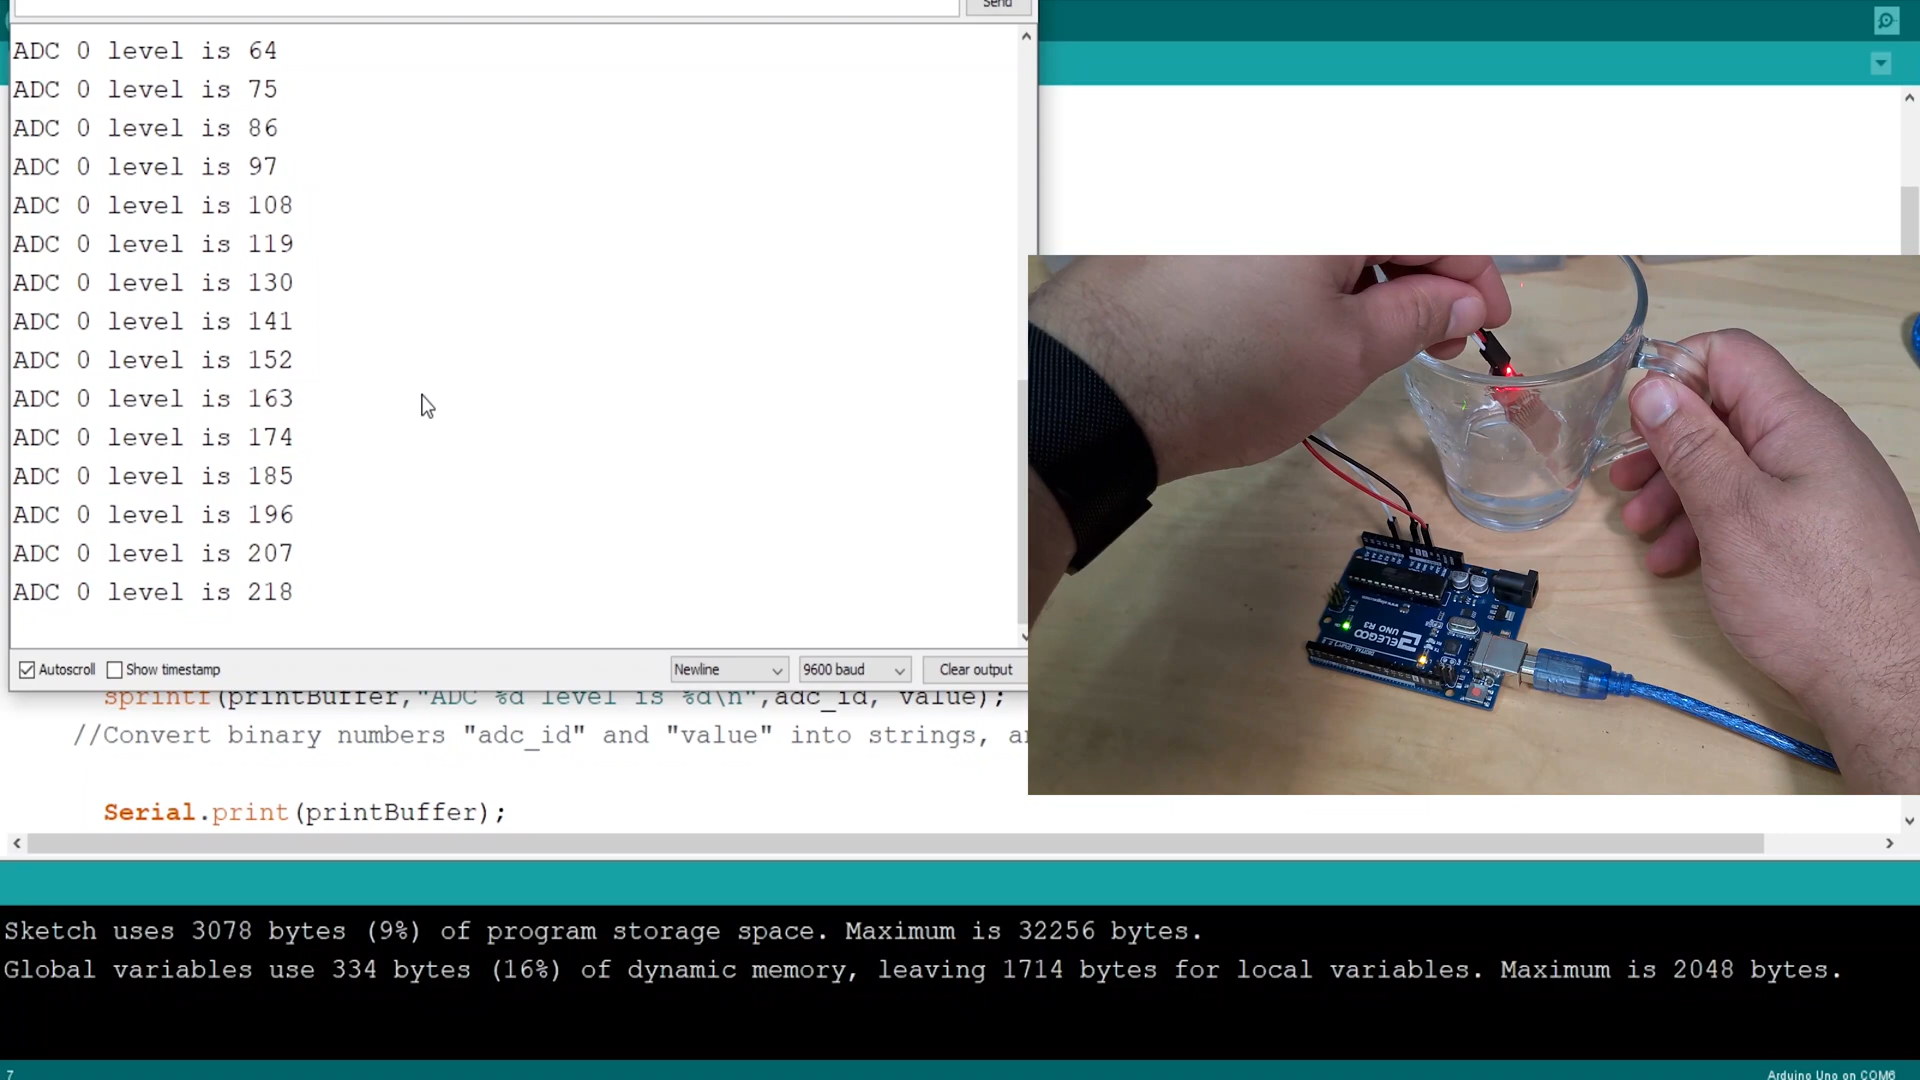 Send
ADC 0 level is 64
ADC 0 level is 75
ADC 0 level is 86
ADC 0 level is 97
ADC 0 level is 108
ADC 0 level is 119
ADC 0 level is 130
ADC 0 level is 141
ADC 0 level is 152
ADC 0 level is 163
ADC 0 level is 174
ADC 0 level is 185
ADC 0 level is 196
ADC 0 level is 207
ADC 0 level is 218
Autoscroll Show timestamp Newline 9600 baud Clear output
sprintf(printBuffer,"ADC %d level is %d\n",adc_id, value);
//Convert binary numbers "adc_id" and "value" into strings,
Serial.print(printBuffer);
ELEGOO
UNO R3
Sketch uses 3078 bytes (9%) of program storage space. Maximum is 32256 bytes.
Global variables use 334 bytes (16%) of dynamic memory, leaving 1714 bytes for local variables. Maximum is 2048 bytes.
7 Arduino Uno on COM6